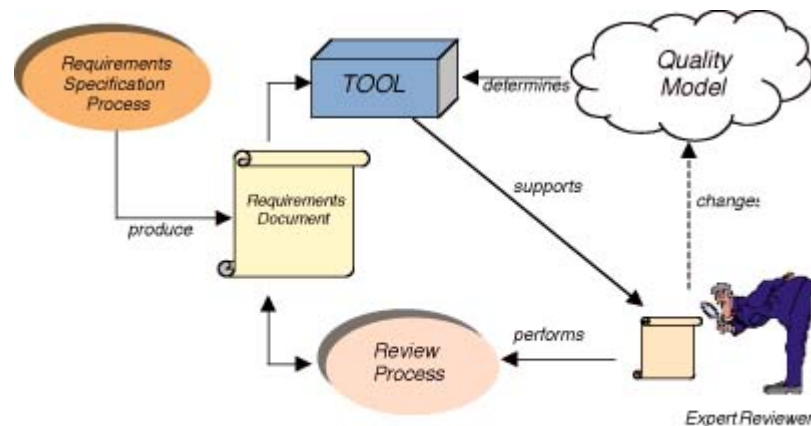 Requirements
Specification
Process
TOOL
determines
Quality
Model
Requirements
Document
produce
supports
changes
Review
Process
performs
Expert Reviewer